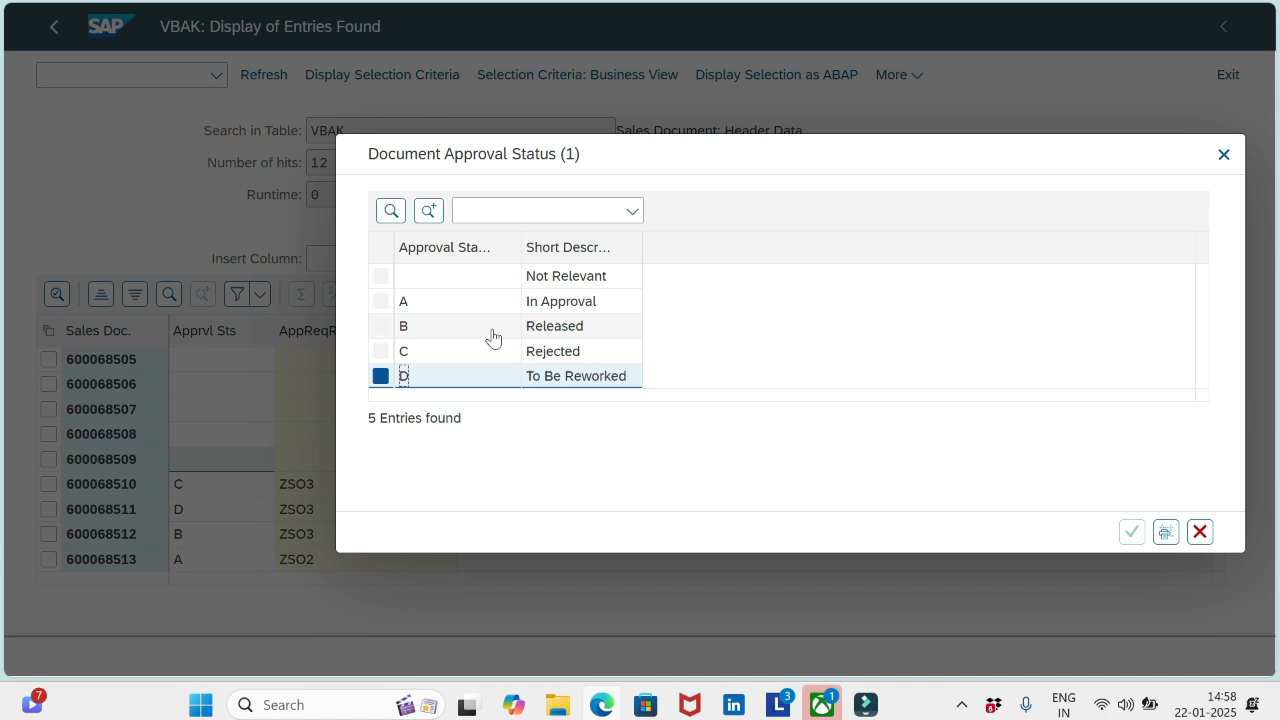 SAP VBAK: Display of Entries Found
Refresh Display Selection Criteria Selection Criteria: Business View Display Selection as ABAP More Exit
Search in Table: VBAK Sales Document: Header Data
Number of hits: 12
Runtime: 0
Insert Column:
Sales Doc. Apprvl Sts AppReqR
600068505
600068506
600068507
600068508
600068509
600068510 C ZSO3
600068511 D ZSO3
600068512 B ZSO3
600068513 A ZSO2
Document Approval Status (1)
Approval Sta... Short Descr...
Not Relevant
A In Approval
B Released
C Rejected
D To Be Reworked
5 Entries found
7
Search
3
1
8
ENG
IN
14:58
22-01-2025